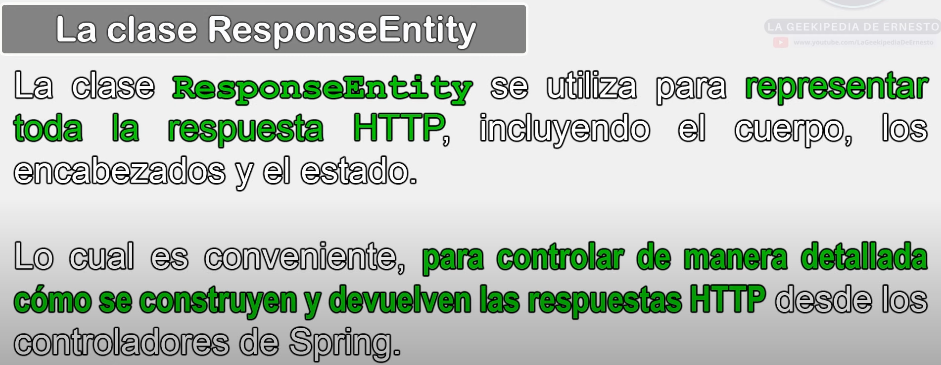 La clase ResponseEntity
LA GEEKIPEDIA DE ERNESTO
www.youtube.com/LaGeekipediaDeErnesto
La clase ResponseEntity se utiliza para representar
toda la respuesta HTTP, incluyendo el cuerpo, los
encabezados y el estado.
Lo cual es conveniente, para controlar de manera detallada
cómo se construyen y devuelven las respuestas HTTP desde los
controladores de Spring.